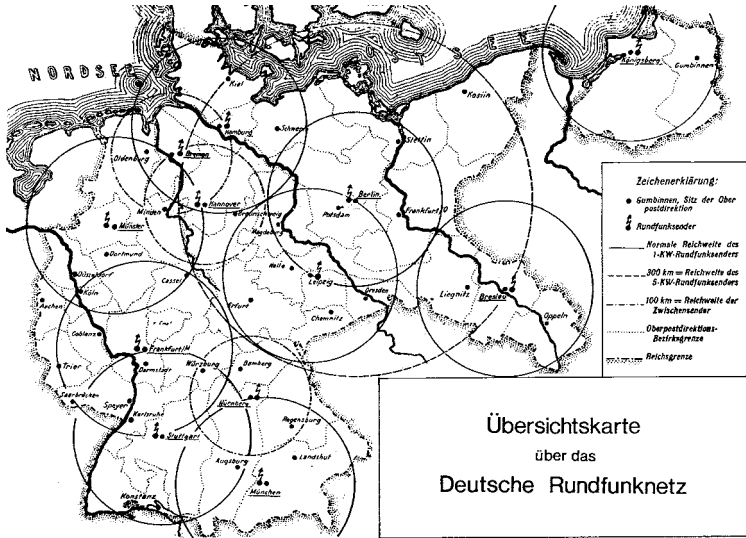 NORDSEE
OSTSEE
Kiel
Hamburg
Schwerin
Stettin
Köslin
Königsberg
Gumbinnen
Oldenburg
Bremen
Hannover
Minden
Braunschweig
Magdeburg
Potsdam
Berlin
Frankfurt/O
Münster
Dortmund
Düsseldorf
Cassel
Halle
Leipzig
Dresden
Liegnitz
Breslau
Oppeln
Aachen
Köln
Erfurt
Chemnitz
Coblenz
Frankfurt/M
Trier
Darmstadt
Würzburg
Bamberg
Saarbrücken
Speyer
Nürnberg
Karlsruhe
Regensburg
Stuttgart
Augsburg
Landshut
München
Konstanz
Zeichenerklärung:
Gumbinnen, Sitz der Ober
postdirektion
Rundfunksender
Normale Reichweite des
1-KW-Rundfunksenders
300 km = Reichweite des
5-KW-Rundfunksenders
100 km = Reichweite der
Zwischensender
Oberpostdirektions-
Bezirksgrenze
Reichsgrenze
Übersichtskarte
über das
Deutsche Rundfunknetz